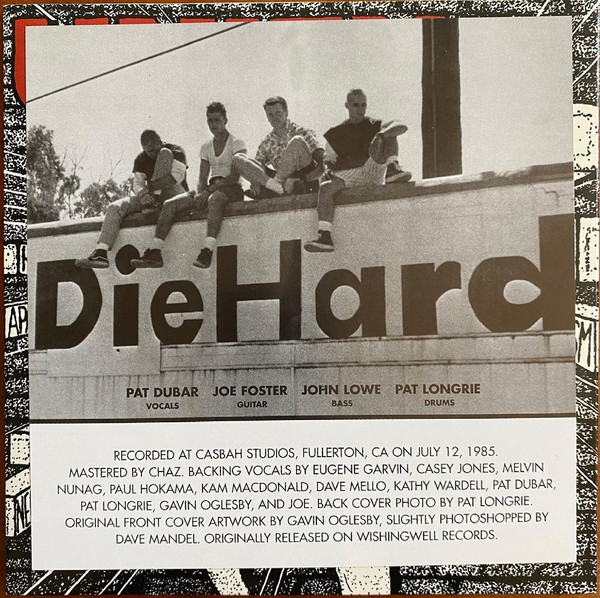 DieHard
PAT DUBAR JOE FOSTER JOHN LOWE PAT LONGRIE
VOCALS GUITAR BASS DRUMS
RECORDED AT CASBAH STUDIOS, FULLERTON, CA ON JULY 12, 1985.
MASTERED BY CHAZ. BACKING VOCALS BY EUGENE GARVIN, CASEY JONES, MELVIN
NUNAG, PAUL HOKAMA, KAM MACDONALD, DAVE MELLO, KATHY WARDELL, PAT DUBAR,
PAT LONGRIE, GAVIN OGLESBY, AND JOE. BACK COVER PHOTO BY PAT LONGRIE.
ORIGINAL FRONT COVER ARTWORK BY GAVIN OGLESBY, SLIGHTLY PHOTOSHOPPED BY
DAVE MANDEL. ORIGINALLY RELEASED ON WISHINGWELL RECORDS.